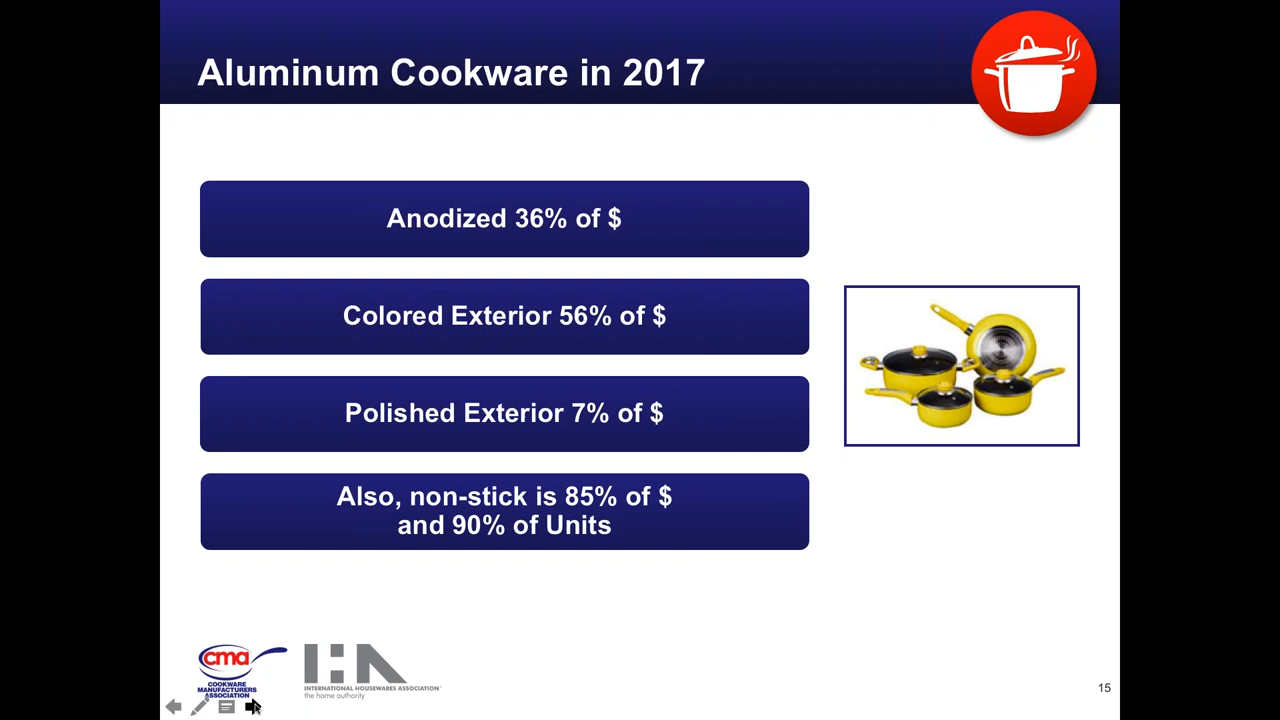 Aluminum Cookware in 2017
Anodized 36% of $
Colored Exterior 56% of $
Polished Exterior 7% of $
Also, non-stick is 85% of $
and 90% of Units
cma
COOKWARE
MANUFACTURERS
ASSOCIATION
IHA
INTERNATIONAL HOUSEWARES ASSOCIATION
the home authority
15